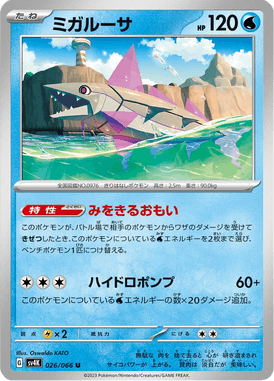 たね
ミガルーサ
HP 120
全国図鑑 NO.0976 きりはなしポケモン 高さ:2.5m 重さ:90.0kg
特性 みをきるおもい
このポケモンが、バトル場で相手のポケモンからワザのダメージを受けて
きぜつしたとき、このポケモンについているエネルギーを2枚まで選び、
ベンチポケモン1匹につけ替える。
ハイドロポンプ 60+
このポケモンについているエネルギーの数×20ダメージ追加。
弱点 ×2 抵抗力 にげる
illus. Oswaldo KATO
SV4K 026/066 U
©2023 Pokémon/Nintendo/Creatures/GAME FREAK.